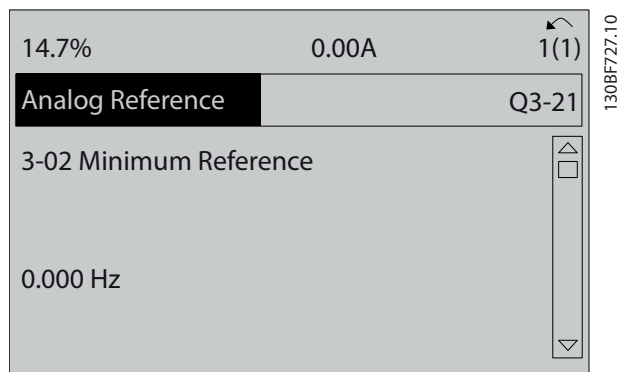 14.7% 0.00A 1(1)
Analog Reference Q3-21
3-02 Minimum Reference
0.000 Hz
130BF727.10